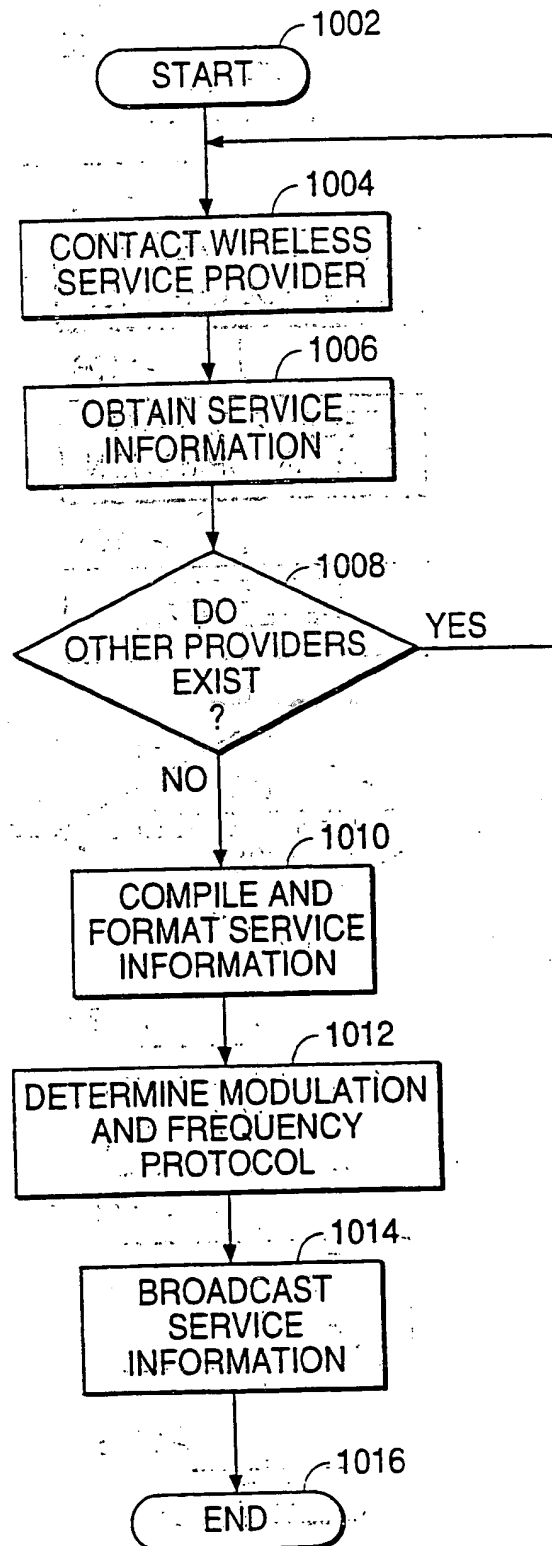 1002
START
1004
CONTACT WIRELESS
SERVICE PROVIDER
1006
OBTAIN SERVICE
INFORMATION
1008
DO
OTHER PROVIDERS
EXIST
?
YES
NO
1010
COMPILE AND
FORMAT SERVICE
INFORMATION
1012
DETERMINE MODULATION
AND FREQUENCY
PROTOCOL
1014
BROADCAST
SERVICE
INFORMATION
1016
END